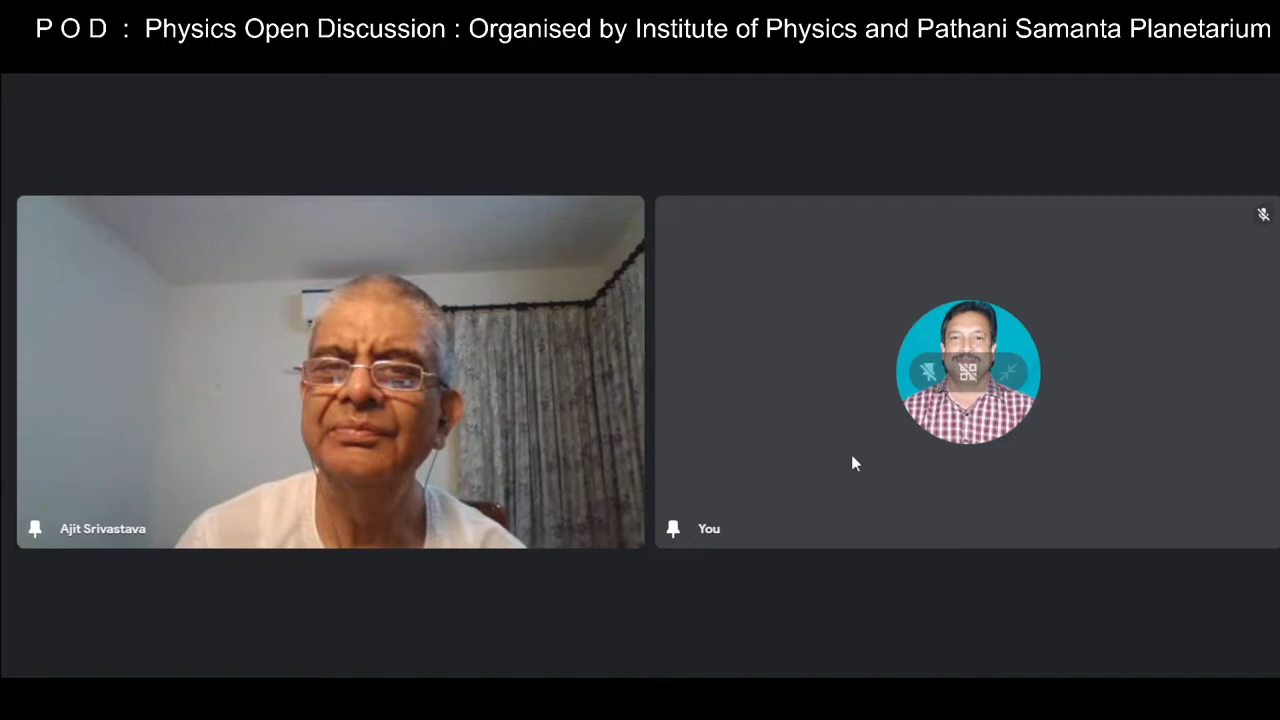 P O D : Physics Open Discussion : Organised by Institute of Physics and Pathani Samanta Planetarium
Ajit Srivastava
You